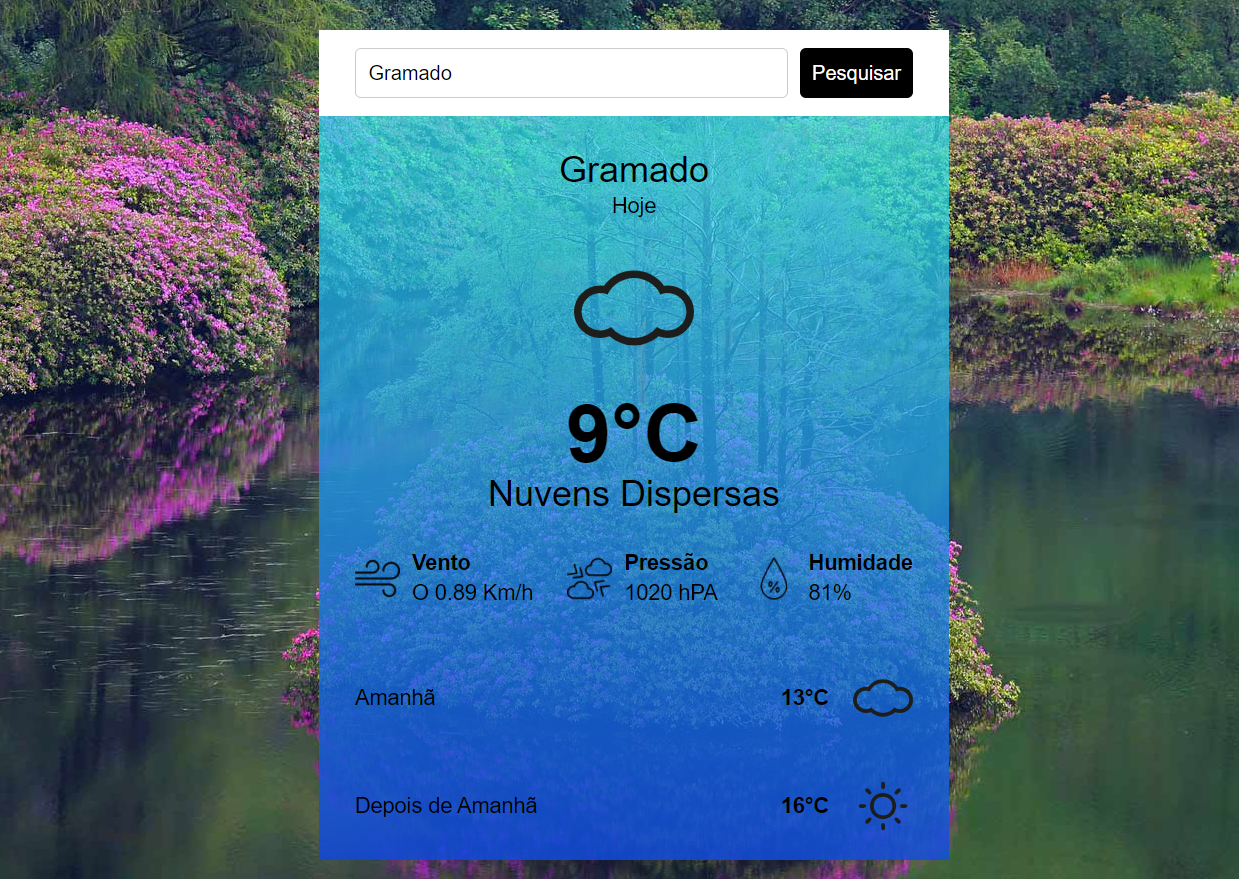 Gramado
Pesquisar
Gramado
Hoje
9°C
Nuvens Dispersas
Vento
O 0.89 Km/h
Pressão
1020 hPA
%
Humidade
81%
Amanhã
13°C
Depois de Amanhã
16°C